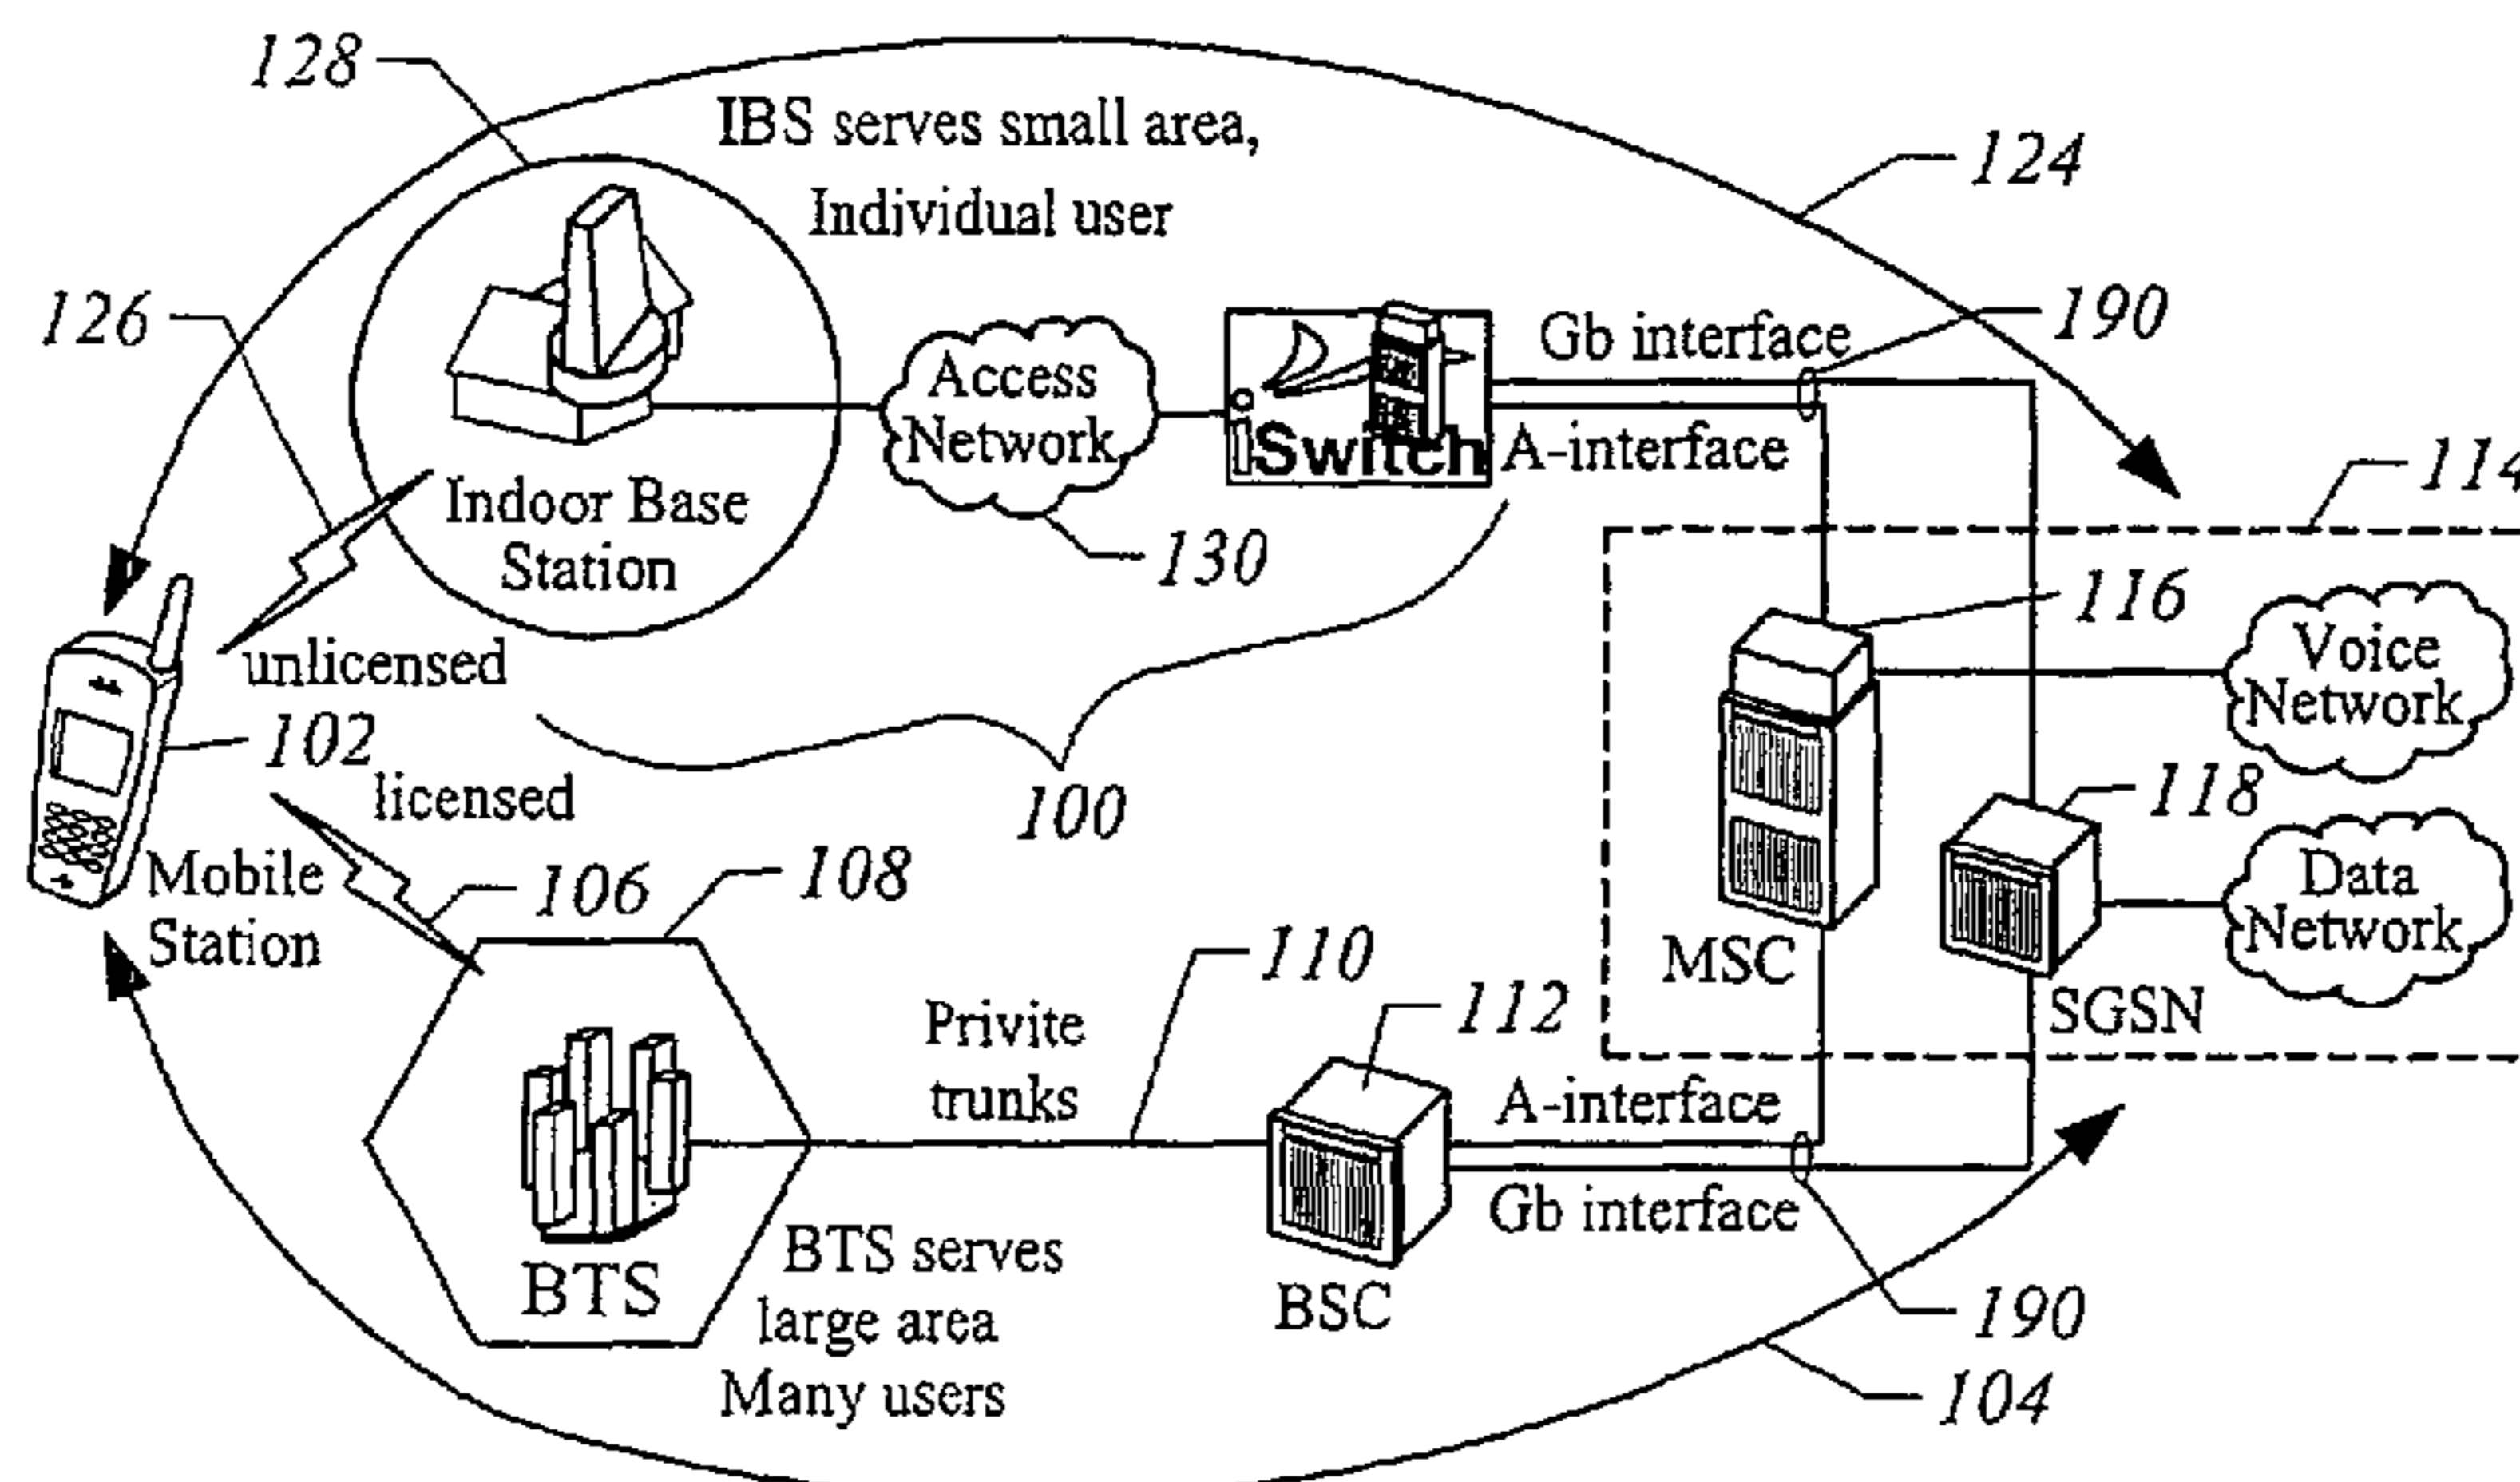 128
IBS serves small area,
Individual user
124
126
190
Gb interface
Access
Network
iSwitch
A-interface
114
Indoor Base
Station
130
116
unlicensed
Voice
Network
102
licensed
100
118
Mobile
Station
106
108
Data
Network
MSC
110
112
SGSN
Privite
trunks
A-interface
Gb interface
BTS
BTS serves
large area
Many users
BSC
190
104